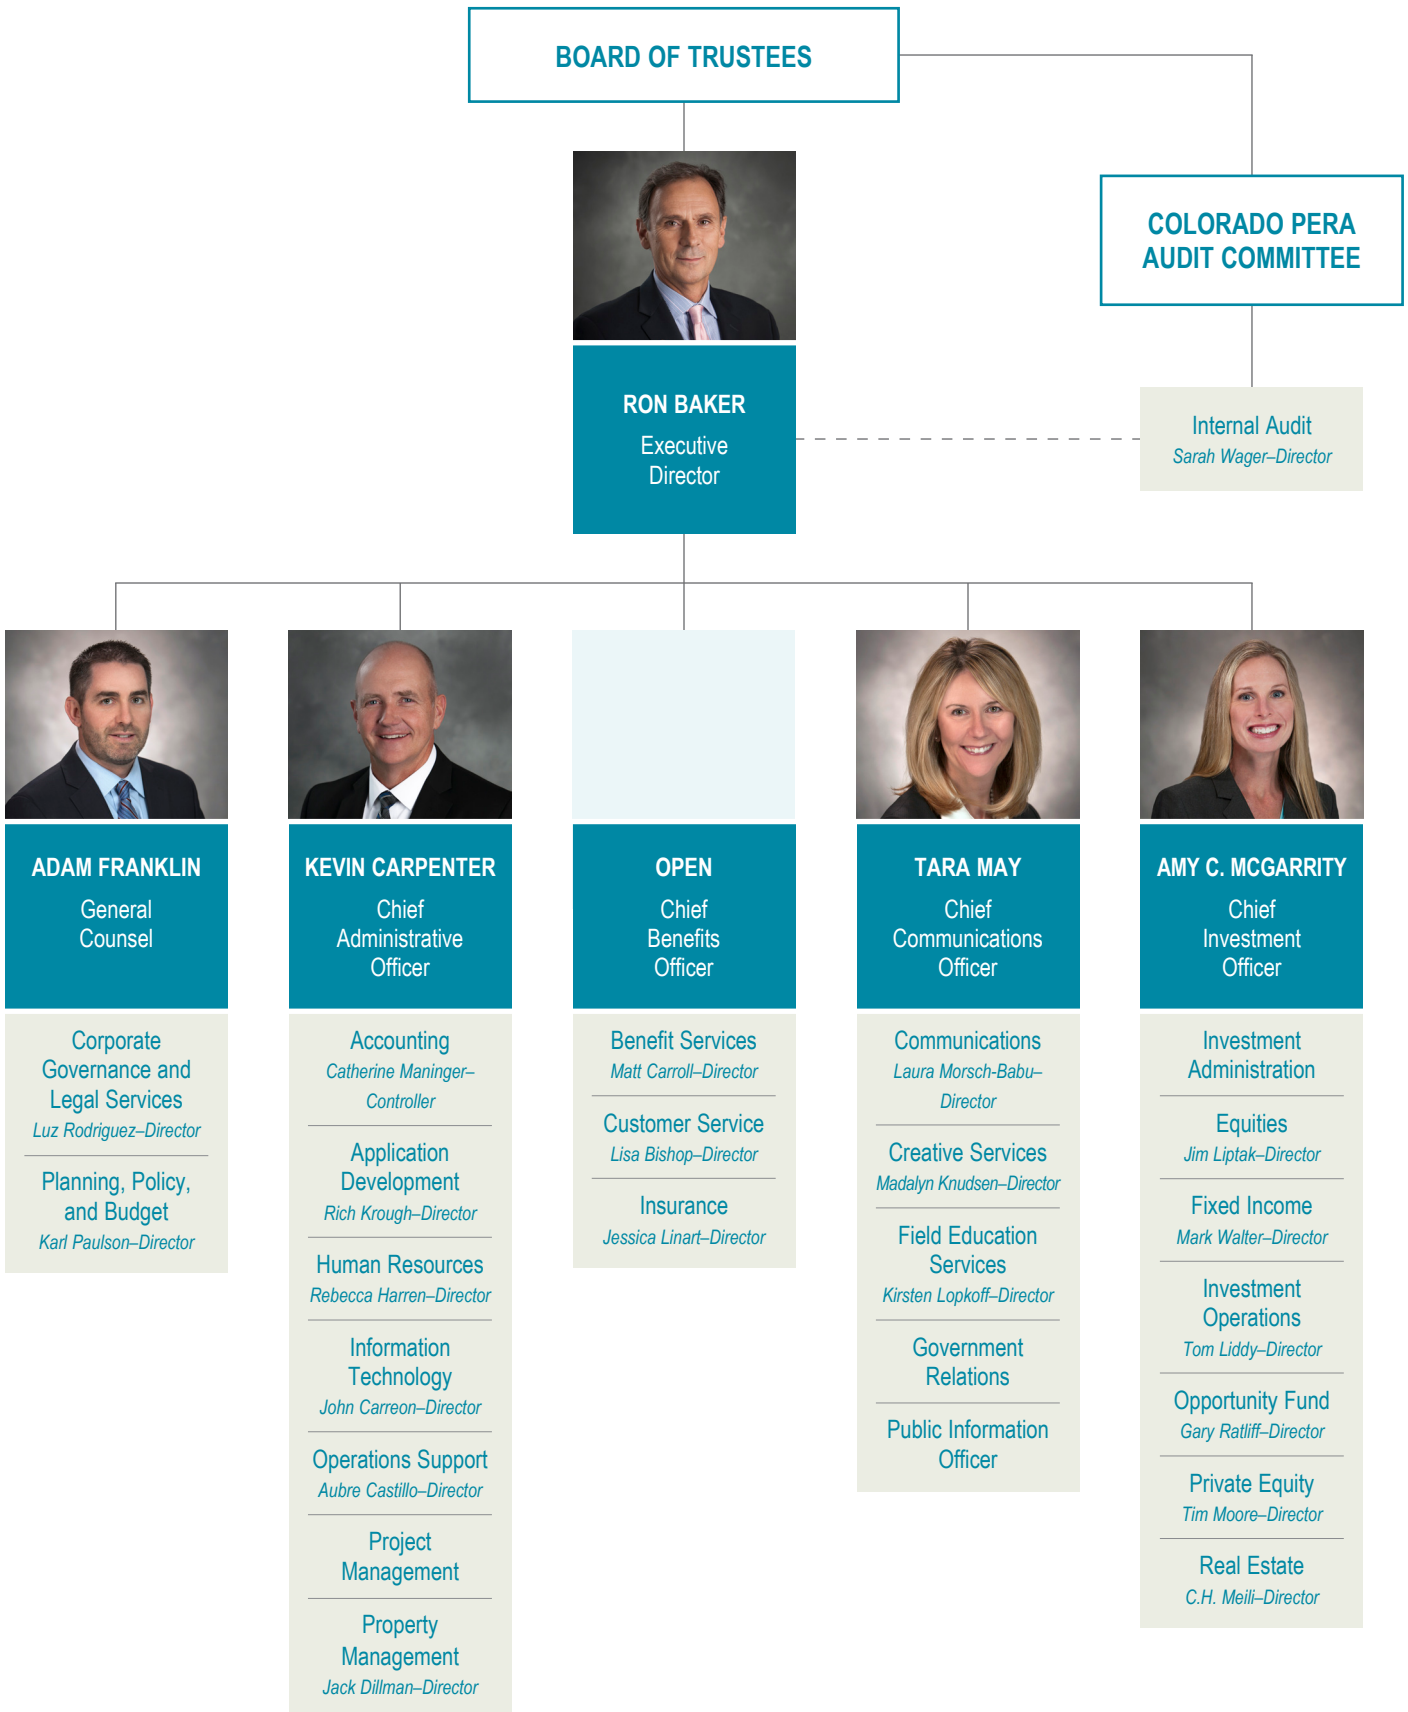 BOARD OF TRUSTEES
COLORADO PERA
AUDIT COMMITTEE
RON BAKER
Executive
Director
Internal Audit
Sarah Wager–Director
ADAM FRANKLIN
General
Counsel
Corporate
Governance and
Legal Services
Luz Rodriguez–Director
Planning, Policy,
and Budget
Karl Paulson–Director
KEVIN CARPENTER
Chief
Administrative
Officer
Accounting
Catherine Maninger–
Controller
Application
Development
Rich Krough–Director
Human Resources
Rebecca Harren–Director
Information
Technology
John Carreon–Director
Operations Support
Aubre Castillo–Director
Project
Management
Property
Management
Jack Dillman–Director
OPEN
Chief
Benefits
Officer
Benefit Services
Matt Carroll–Director
Customer Service
Lisa Bishop–Director
Insurance
Jessica Linart–Director
TARA MAY
Chief
Communications
Officer
Communications
Laura Morsch-Babu–
Director
Creative Services
Madalyn Knudsen–Director
Field Education
Services
Kirsten Lopkoff–Director
Government
Relations
Public Information
Officer
AMY C. MCGARRITY
Chief
Investment
Officer
Investment
Administration
Equities
Jim Liptak–Director
Fixed Income
Mark Walter–Director
Investment
Operations
Tom Liddy–Director
Opportunity Fund
Gary Ratliff–Director
Private Equity
Tim Moore–Director
Real Estate
C.H. Meili–Director